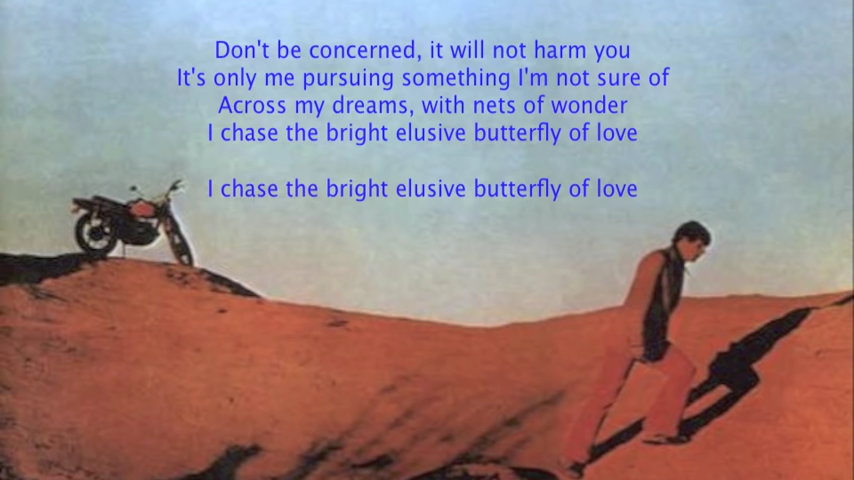 Don't be concerned, it will not harm you
It's only me pursuing something I'm not sure of
Across my dreams, with nets of wonder
I chase the bright elusive butterfly of love
I chase the bright elusive butterfly of love